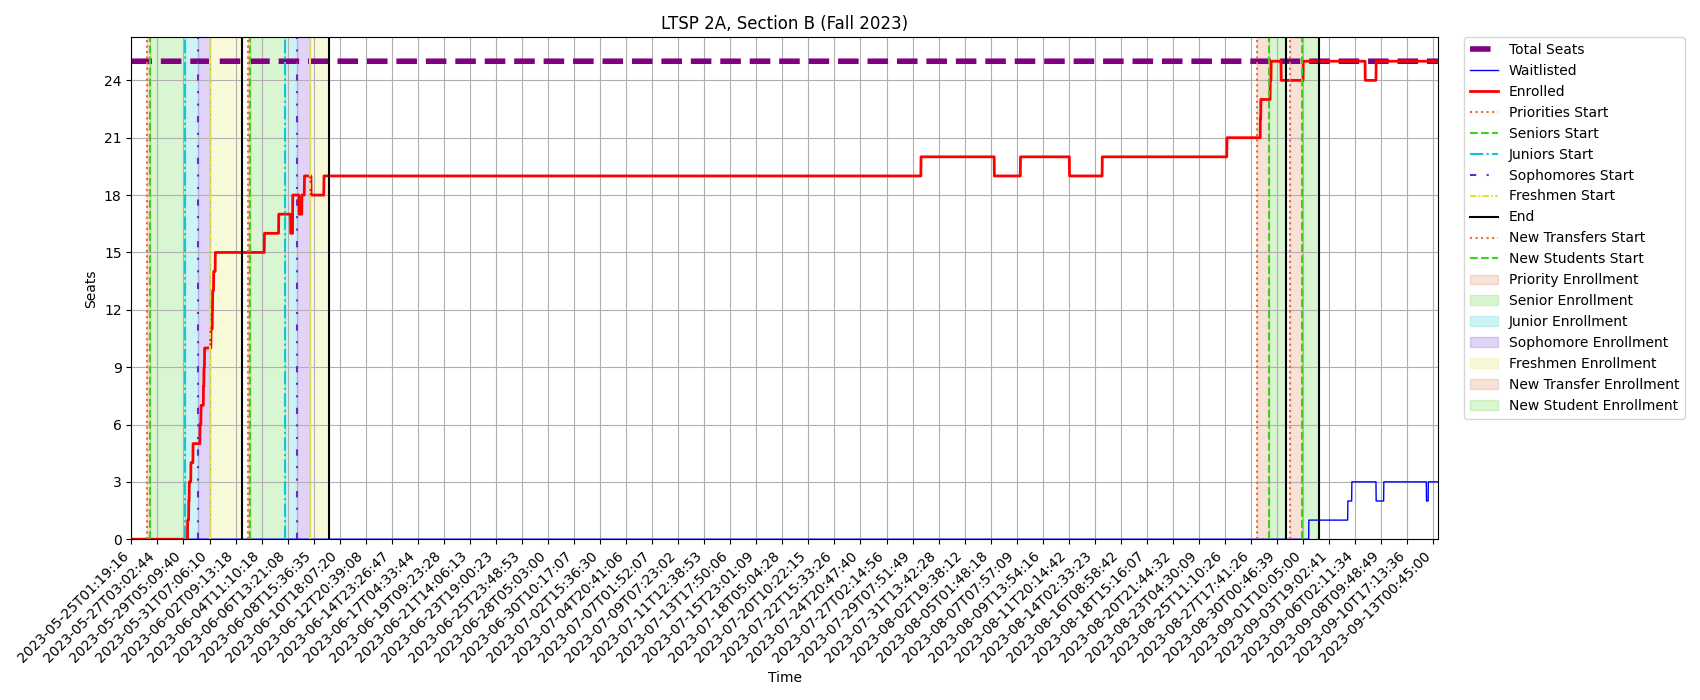 LTSP 2A, Section B (Fall 2023)
Total Seats
Waitlisted
Enrolled
Priorities Start
Seniors Start
Juniors Start
Sophomores Start
Freshmen Start
End
New Transfers Start
New Students Start
Priority Enrollment
Senior Enrollment
Junior Enrollment
Sophomore Enrollment
Freshmen Enrollment
New Transfer Enrollment
New Student Enrollment
Seats
24
21
18
15
12
9
6
3
0
2023-05-25T01:19:16
2023-05-27T03:02:44
2023-05-29T05:09:40
2023-05-31T07:06:10
2023-06-02T09:13:18
2023-06-04T11:10:18
2023-06-06T13:21:08
2023-06-08T15:36:35
2023-06-10T18:07:20
2023-06-12T20:39:08
2023-06-14T23:26:47
2023-06-17T04:33:44
2023-06-19T09:23:28
2023-06-21T14:06:13
2023-06-23T19:00:23
2023-06-25T23:48:53
2023-06-28T05:03:00
2023-06-30T10:17:07
2023-07-02T15:36:30
2023-07-04T20:41:06
2023-07-07T01:52:07
2023-07-09T07:23:02
2023-07-11T12:38:53
2023-07-13T17:50:06
2023-07-15T23:01:09
2023-07-18T05:04:28
2023-07-20T10:22:15
2023-07-22T15:33:26
2023-07-24T20:47:40
2023-07-27T02:14:56
2023-07-29T07:51:49
2023-07-31T13:42:28
2023-08-02T19:38:12
2023-08-05T01:48:18
2023-08-07T07:57:09
2023-08-09T13:54:16
2023-08-11T20:14:42
2023-08-14T02:33:23
2023-08-16T08:58:42
2023-08-18T15:16:07
2023-08-20T21:44:32
2023-08-23T04:30:09
2023-08-25T11:10:26
2023-08-27T17:41:26
2023-08-30T00:46:39
2023-09-01T10:05:00
2023-09-03T19:02:41
2023-09-06T02:11:34
2023-09-08T09:48:49
2023-09-10T17:13:36
2023-09-13T00:45:00
Time